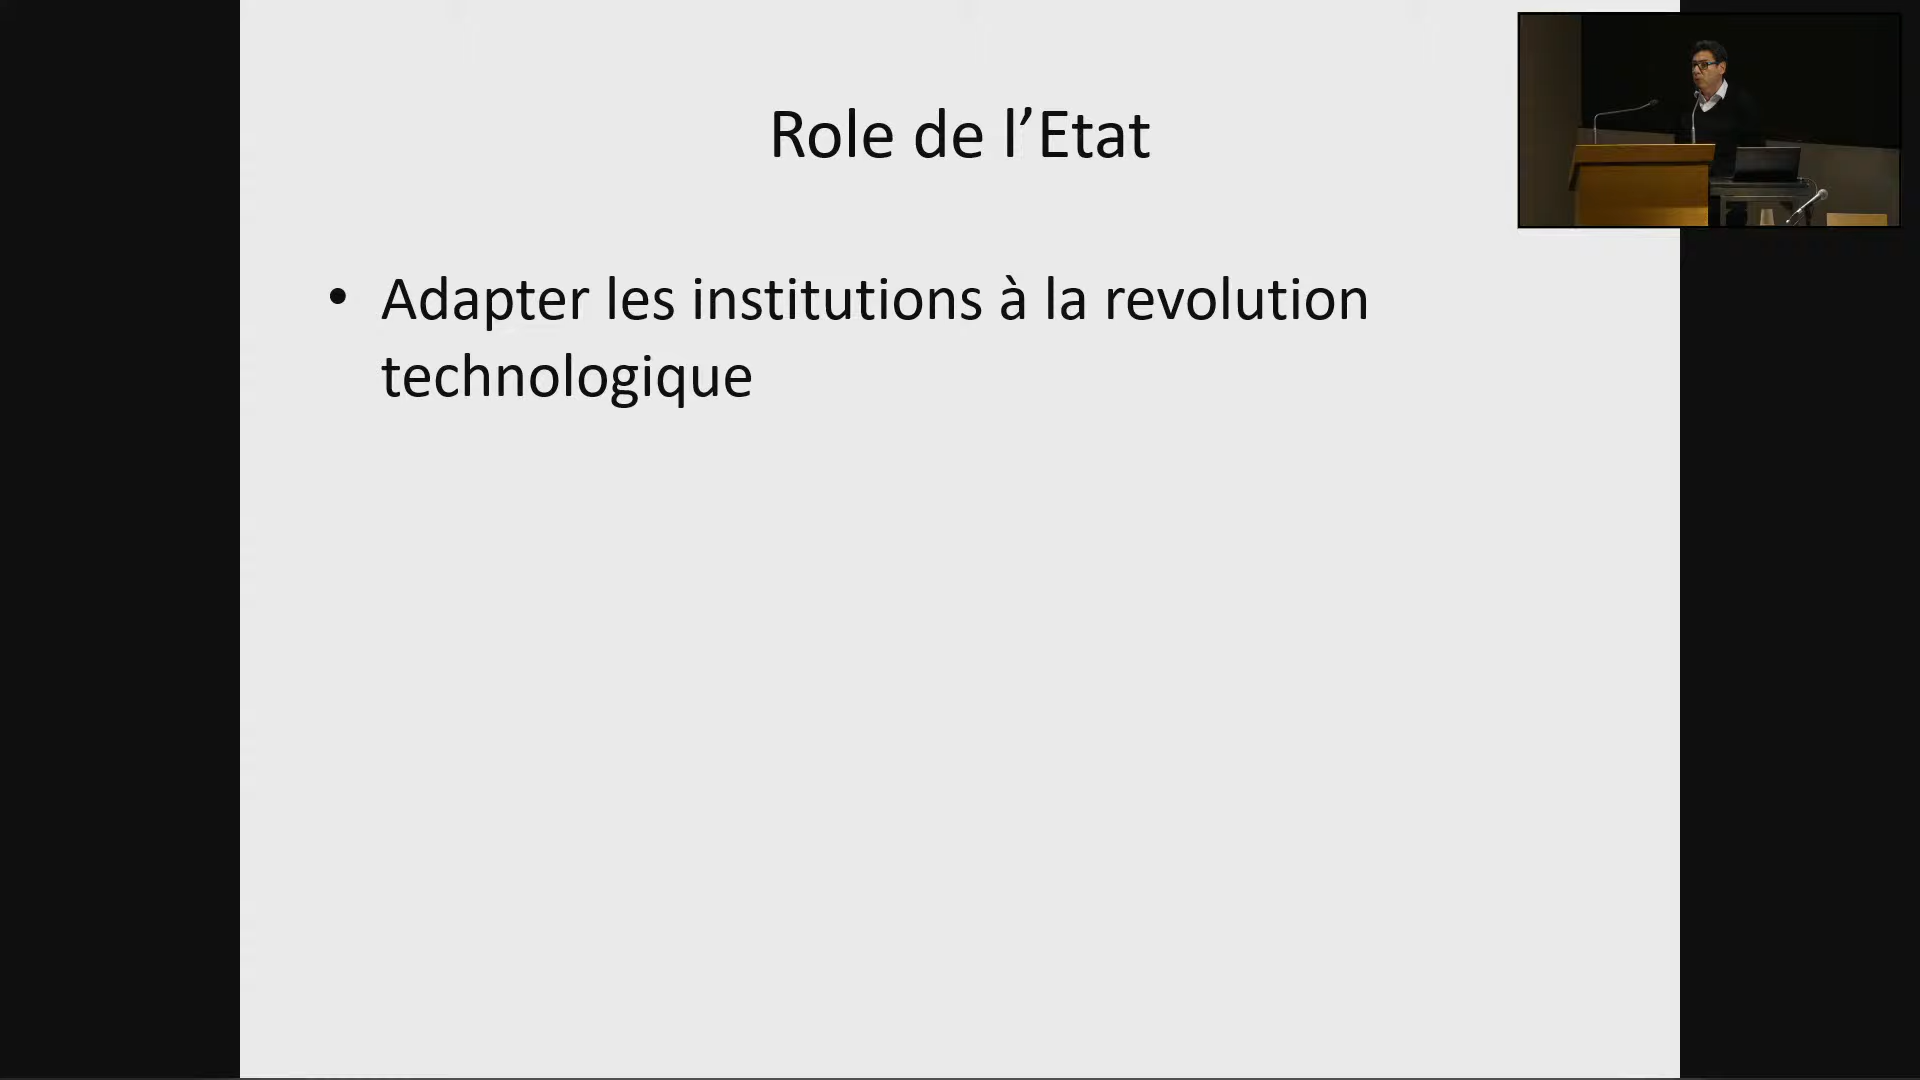 Role de l’Etat
• Adapter les institutions à la revolution
technologique